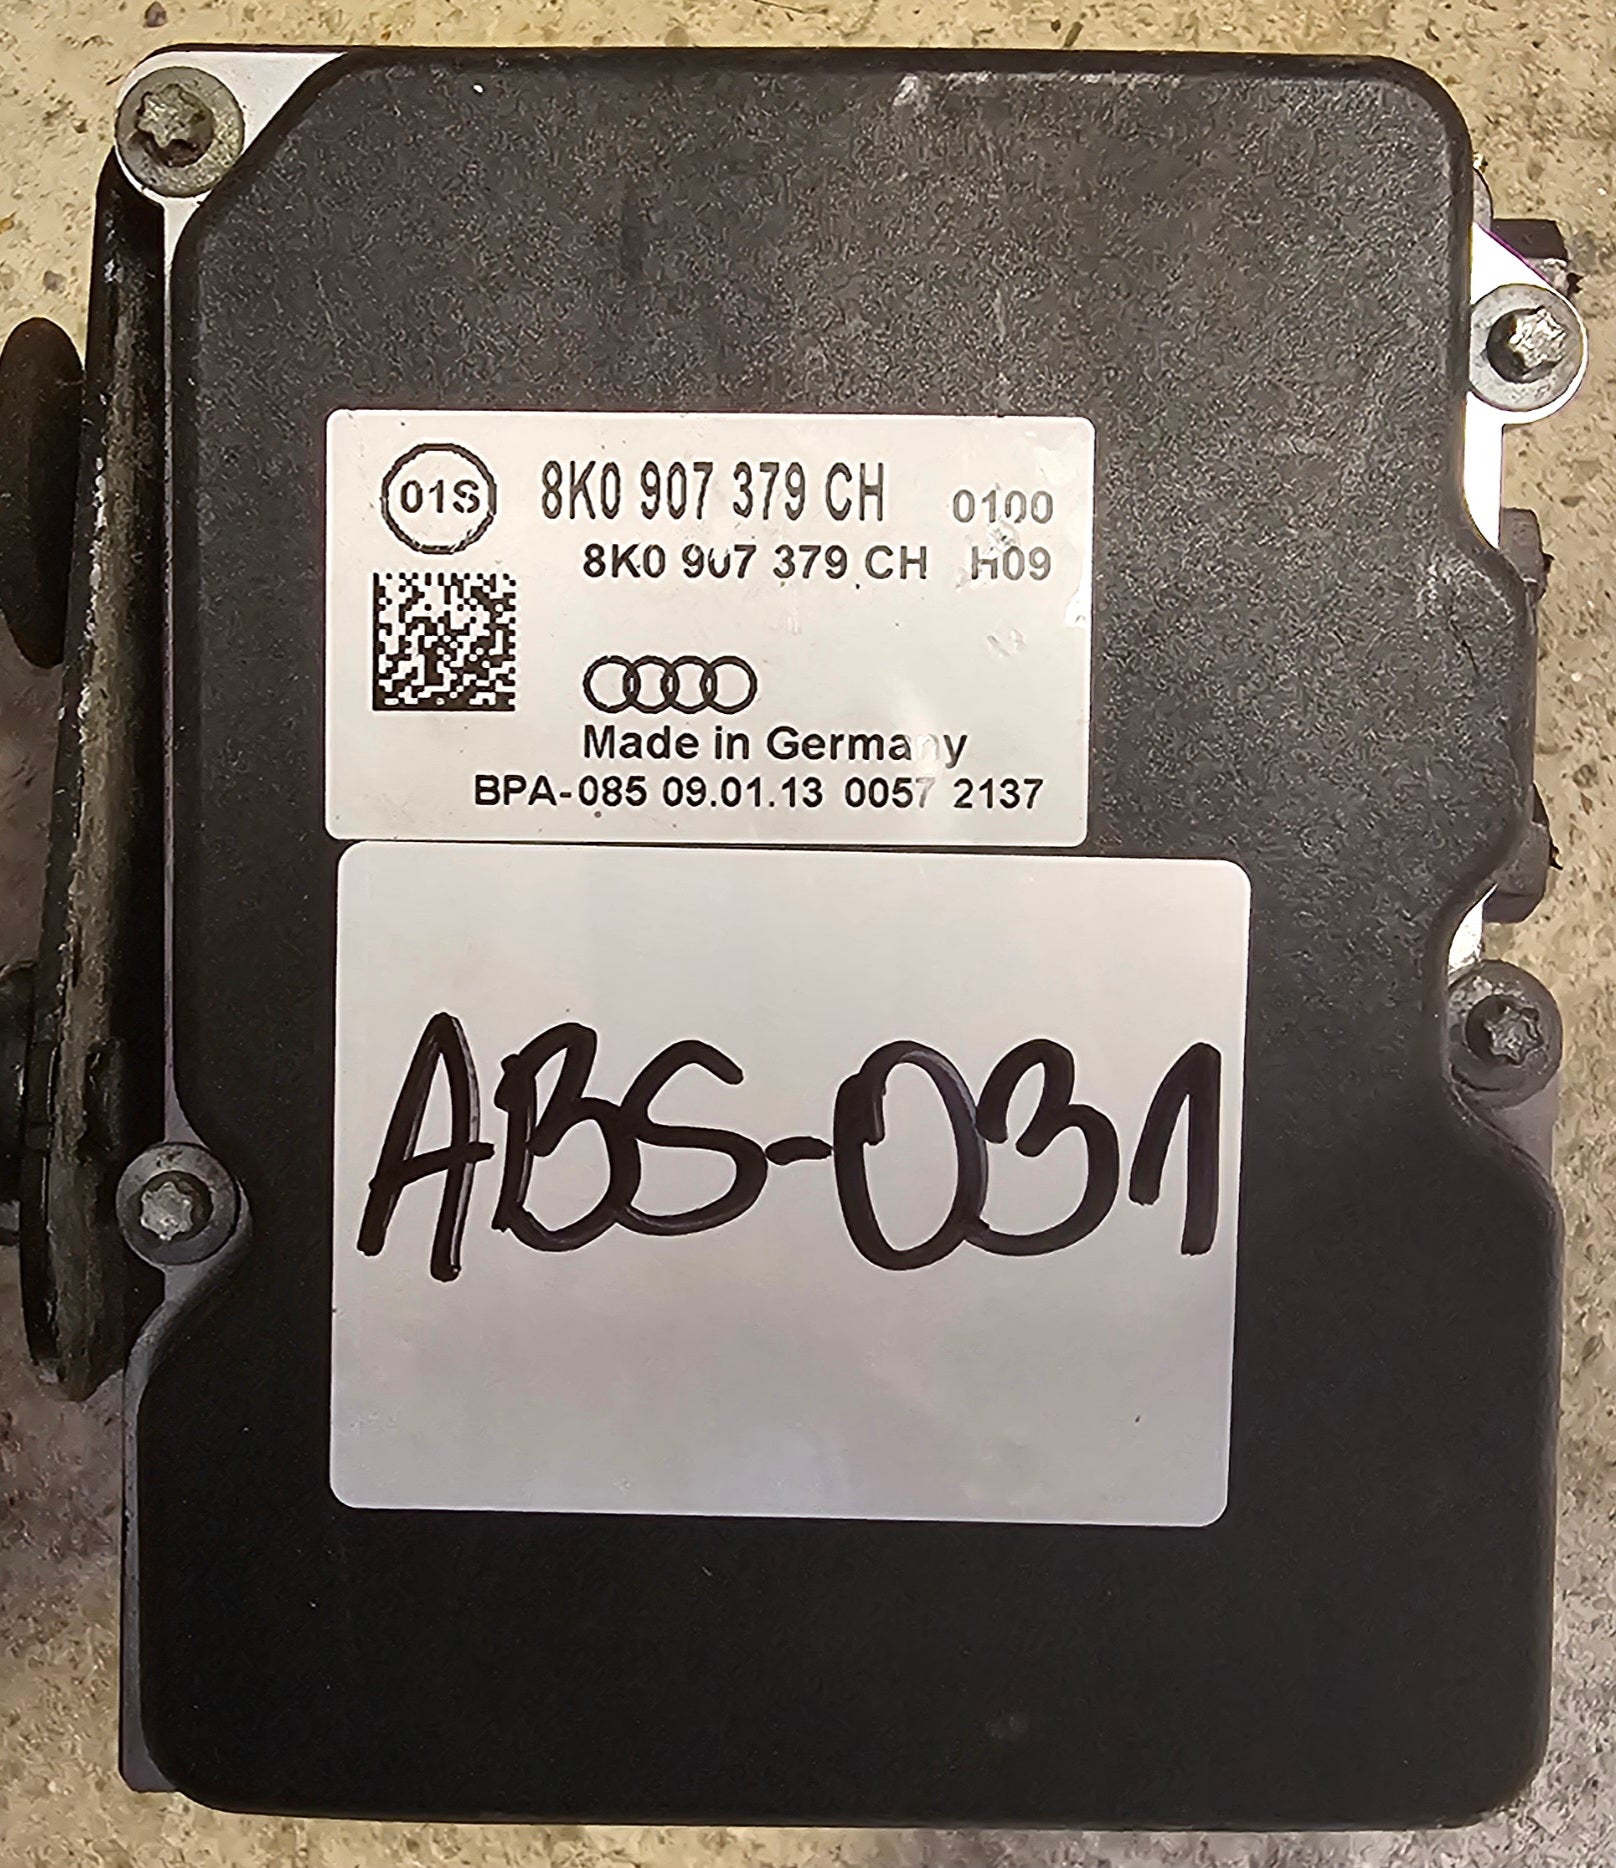 01S
8K0 907 379 CH 0100
8K0 907 379 CH H09
Made in Germany
BPA-085 09.01.13 0057 2137
ABS-031